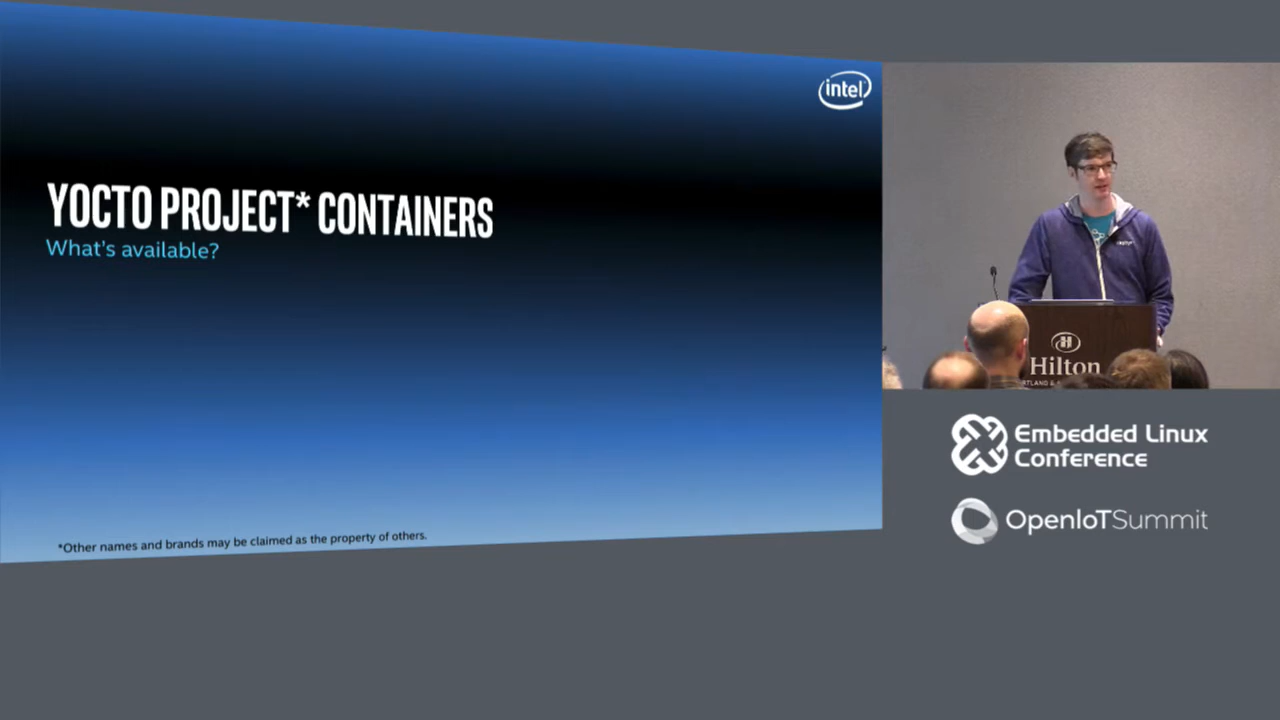 intel
YOCTO PROJECT* CONTAINERS
What's available?
*Other names and brands may be claimed as the property of others.
Hilton
Embedded Linux
Conference
OpenIoTSummit